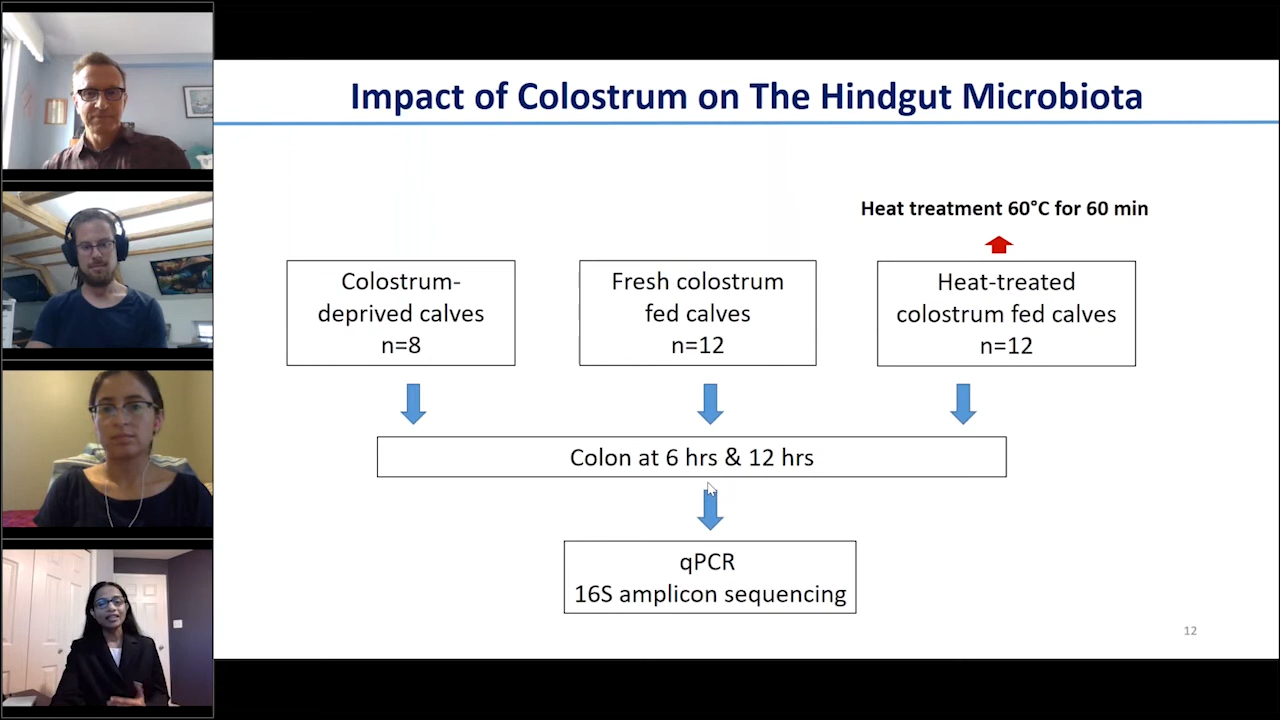 Impact of Colostrum on The Hindgut Microbiota
Heat treatment 60°C for 60 min
Colostrum-
deprived calves
n=8
Fresh colostrum
fed calves
n=12
Heat-treated
colostrum fed calves
n=12
Colon at 6 hrs & 12 hrs
qPCR
16S amplicon sequencing
12